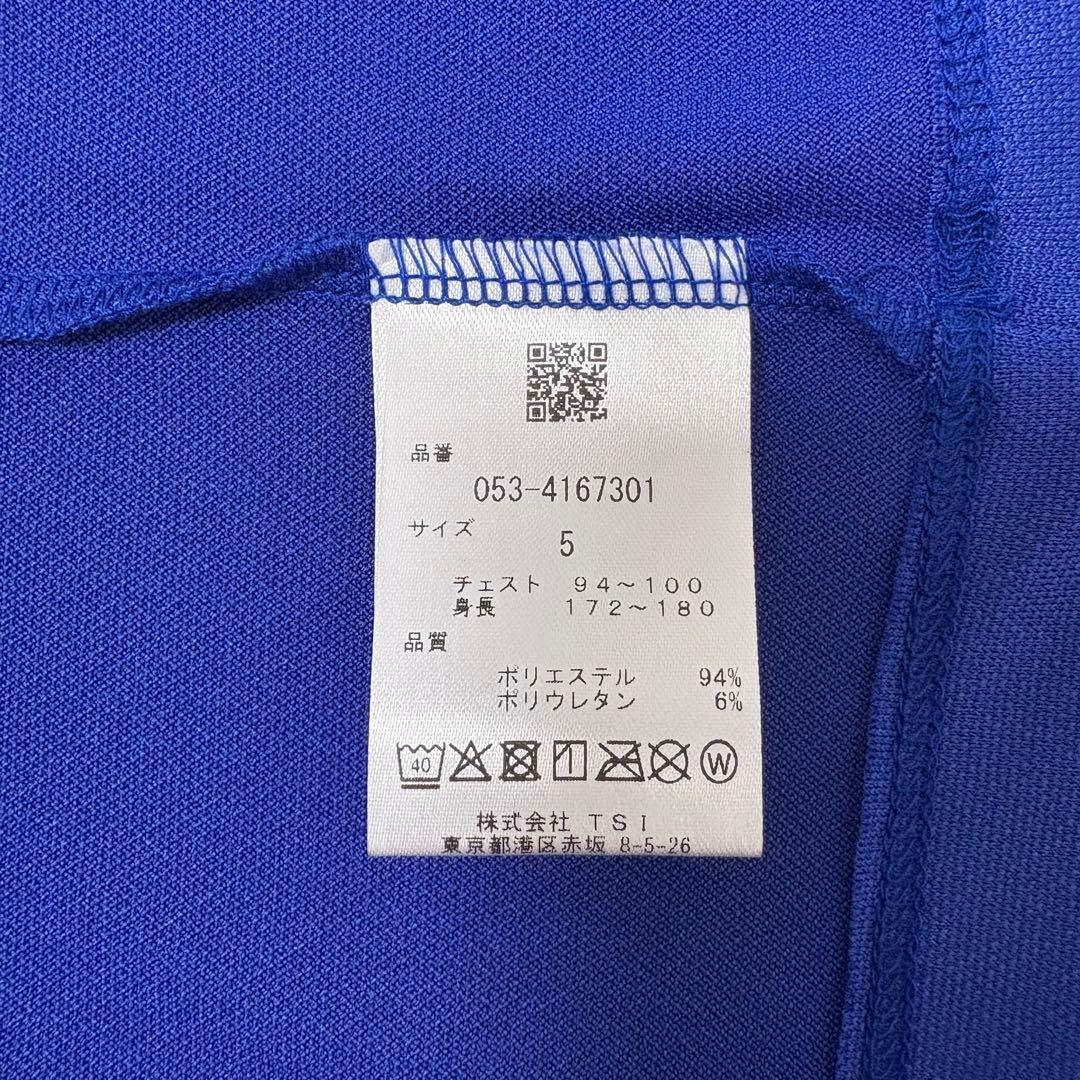 品番
053-4167301
サイズ
5
チェスト 94～100
身長 172～180
品質
ポリエステル 94%
ポリウレタン 6%
40 W
株式会社 TSI
東京都港区赤坂 8-5-26